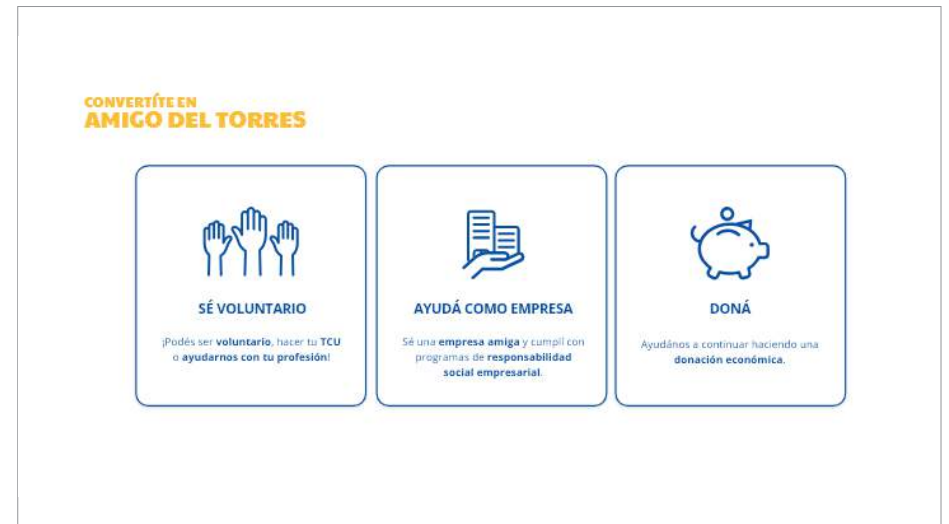 CONVERTÍTE EN
AMIGO DEL TORRES
SÉ VOLUNTARIO
¡Podés ser voluntario, hacer tu TCU
o ayudarnos con tu profesión!
AYUDÁ COMO EMPRESA
Sé una empresa amiga y cumplí con
programas de responsabilidad
social empresarial.
DONÁ
Ayudános a continuar haciendo una
donación económica.